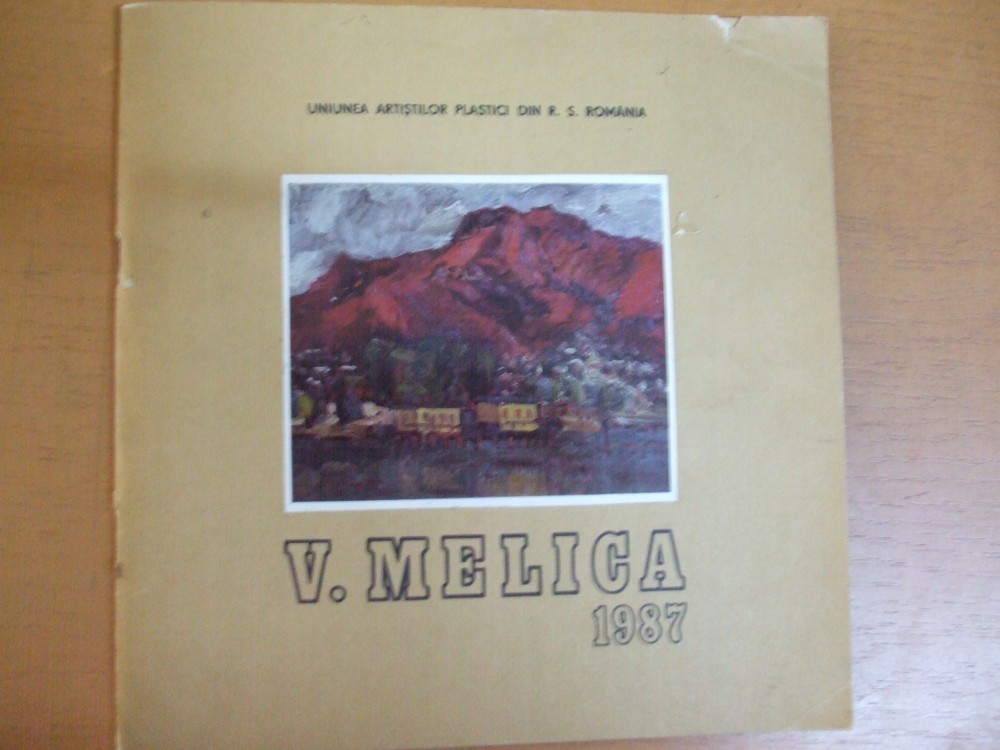 UNIUNEA ARTIȘTILOR PLASTICI DIN R. S. ROMÂNIA
V. MELICA
1987